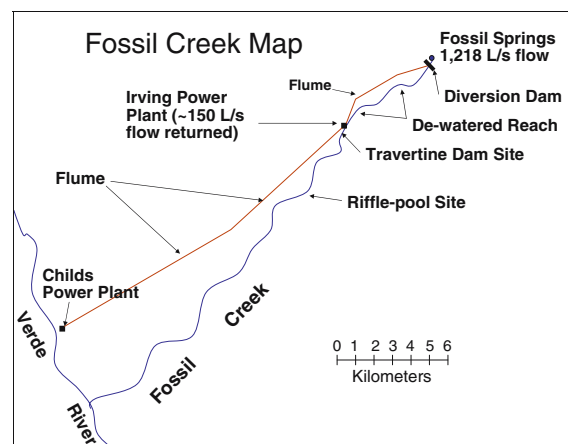 Fossil Creek Map
Fossil Springs
1,218 L/s flow
Flume
Diversion Dam
Irving Power
Plant (~150 L/s
flow returned)
De-watered Reach
Travertine Dam Site
Flume
Riffle-pool Site
Childs
Power Plant
Verde
River
Fossil
Creek
0 1 2 3 4 5 6
Kilometers